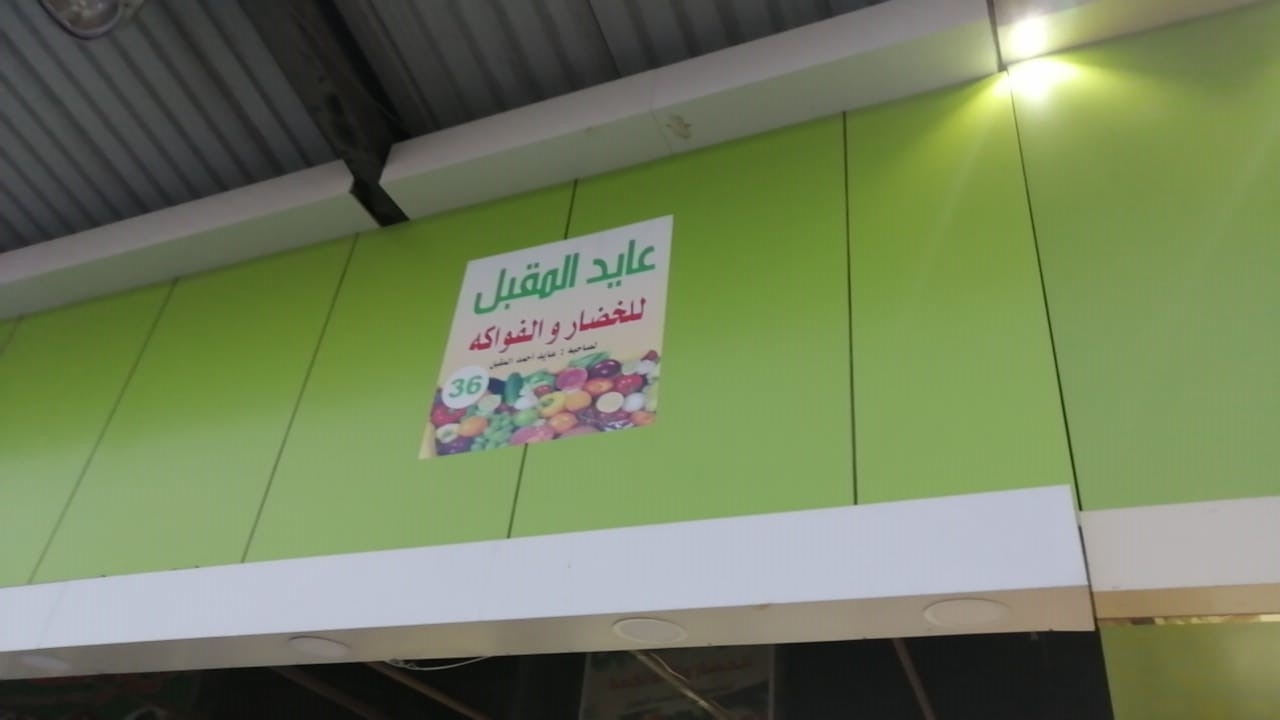 عايد المقبل
للخضار و الفواكه
لصاحبه : عايد احمد المقبل
36